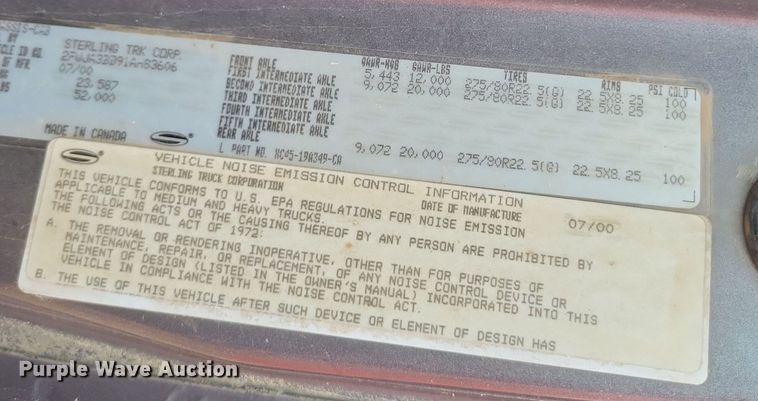 SSIS-CAB
BY STERLING TRK CORP.
LE ID NO.
OF MFR. 07/00
23,587
52,000
MADE IN CANADA
GAWR-KGB GAWR-LBS TIRES RIMS PSI COLD
FRONT AXLE 5,443 12,000 275/80R22.5(G) 22.5X8.25 100
FIRST INTERMEDIATE AXLE 9,072 20,000 275/80R22.5(G) 22.5X8.25 100
SECOND INTERMEDIATE AXLE
THIRD INTERMEDIATE AXLE
FOURTH INTERMEDIATE AXLE
FIFTH INTERMEDIATE AXLE
REAR AXLE 9,072 20,000 275/80R22.5(G) 22.5X8.25 100
L PART NO. XC45-19A349-CA
VEHICLE NOISE EMISSION CONTROL INFORMATION
STERLING TRUCK CORPORATION DATE OF MANUFACTURE 07/00
THIS VEHICLE CONFORMS TO U.S. EPA REGULATIONS FOR NOISE EMISSION
APPLICABLE TO MEDIUM AND HEAVY TRUCKS.
THE FOLLOWING ACTS OR THE CAUSING THEREOF BY ANY PERSON ARE PROHIBITED BY
THE NOISE CONTROL ACT OF 1972:
A. THE REMOVAL OR RENDERING INOPERATIVE, OTHER THAN FOR PURPOSES OF
MAINTENANCE, REPAIR, OR REPLACEMENT, OF ANY NOISE CONTROL DEVICE OR
ELEMENT OF DESIGN (LISTED IN THE OWNER'S MANUAL) INCORPORATED INTO THIS
VEHICLE IN COMPLIANCE WITH THE NOISE CONTROL ACT.
B. THE USE OF THIS VEHICLE AFTER SUCH DEVICE OR ELEMENT OF DESIGN HAS
Purple Wave Auction